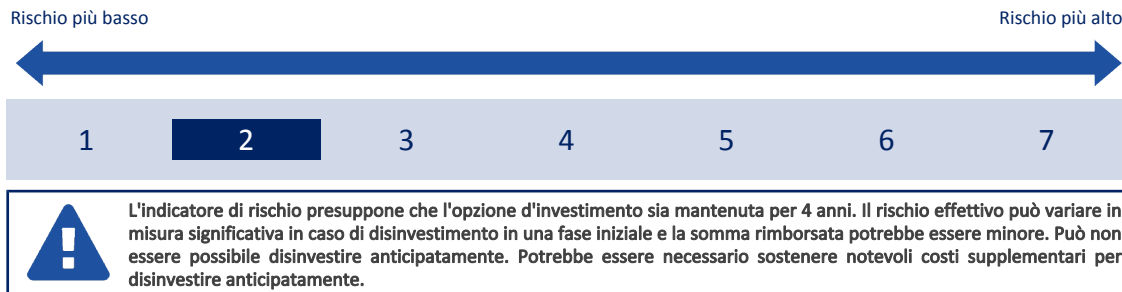 Rischio più basso Rischio più alto
1 2 3 4 5 6 7
L'indicatore di rischio presuppone che l'opzione d'investimento sia mantenuta per 4 anni. Il rischio effettivo può variare in
misura significativa in caso di disinvestimento in una fase iniziale e la somma rimborsata potrebbe essere minore. Può non
essere possibile disinvestire anticipatamente. Potrebbe essere necessario sostenere notevoli costi supplementari per
disinvestire anticipatamente.